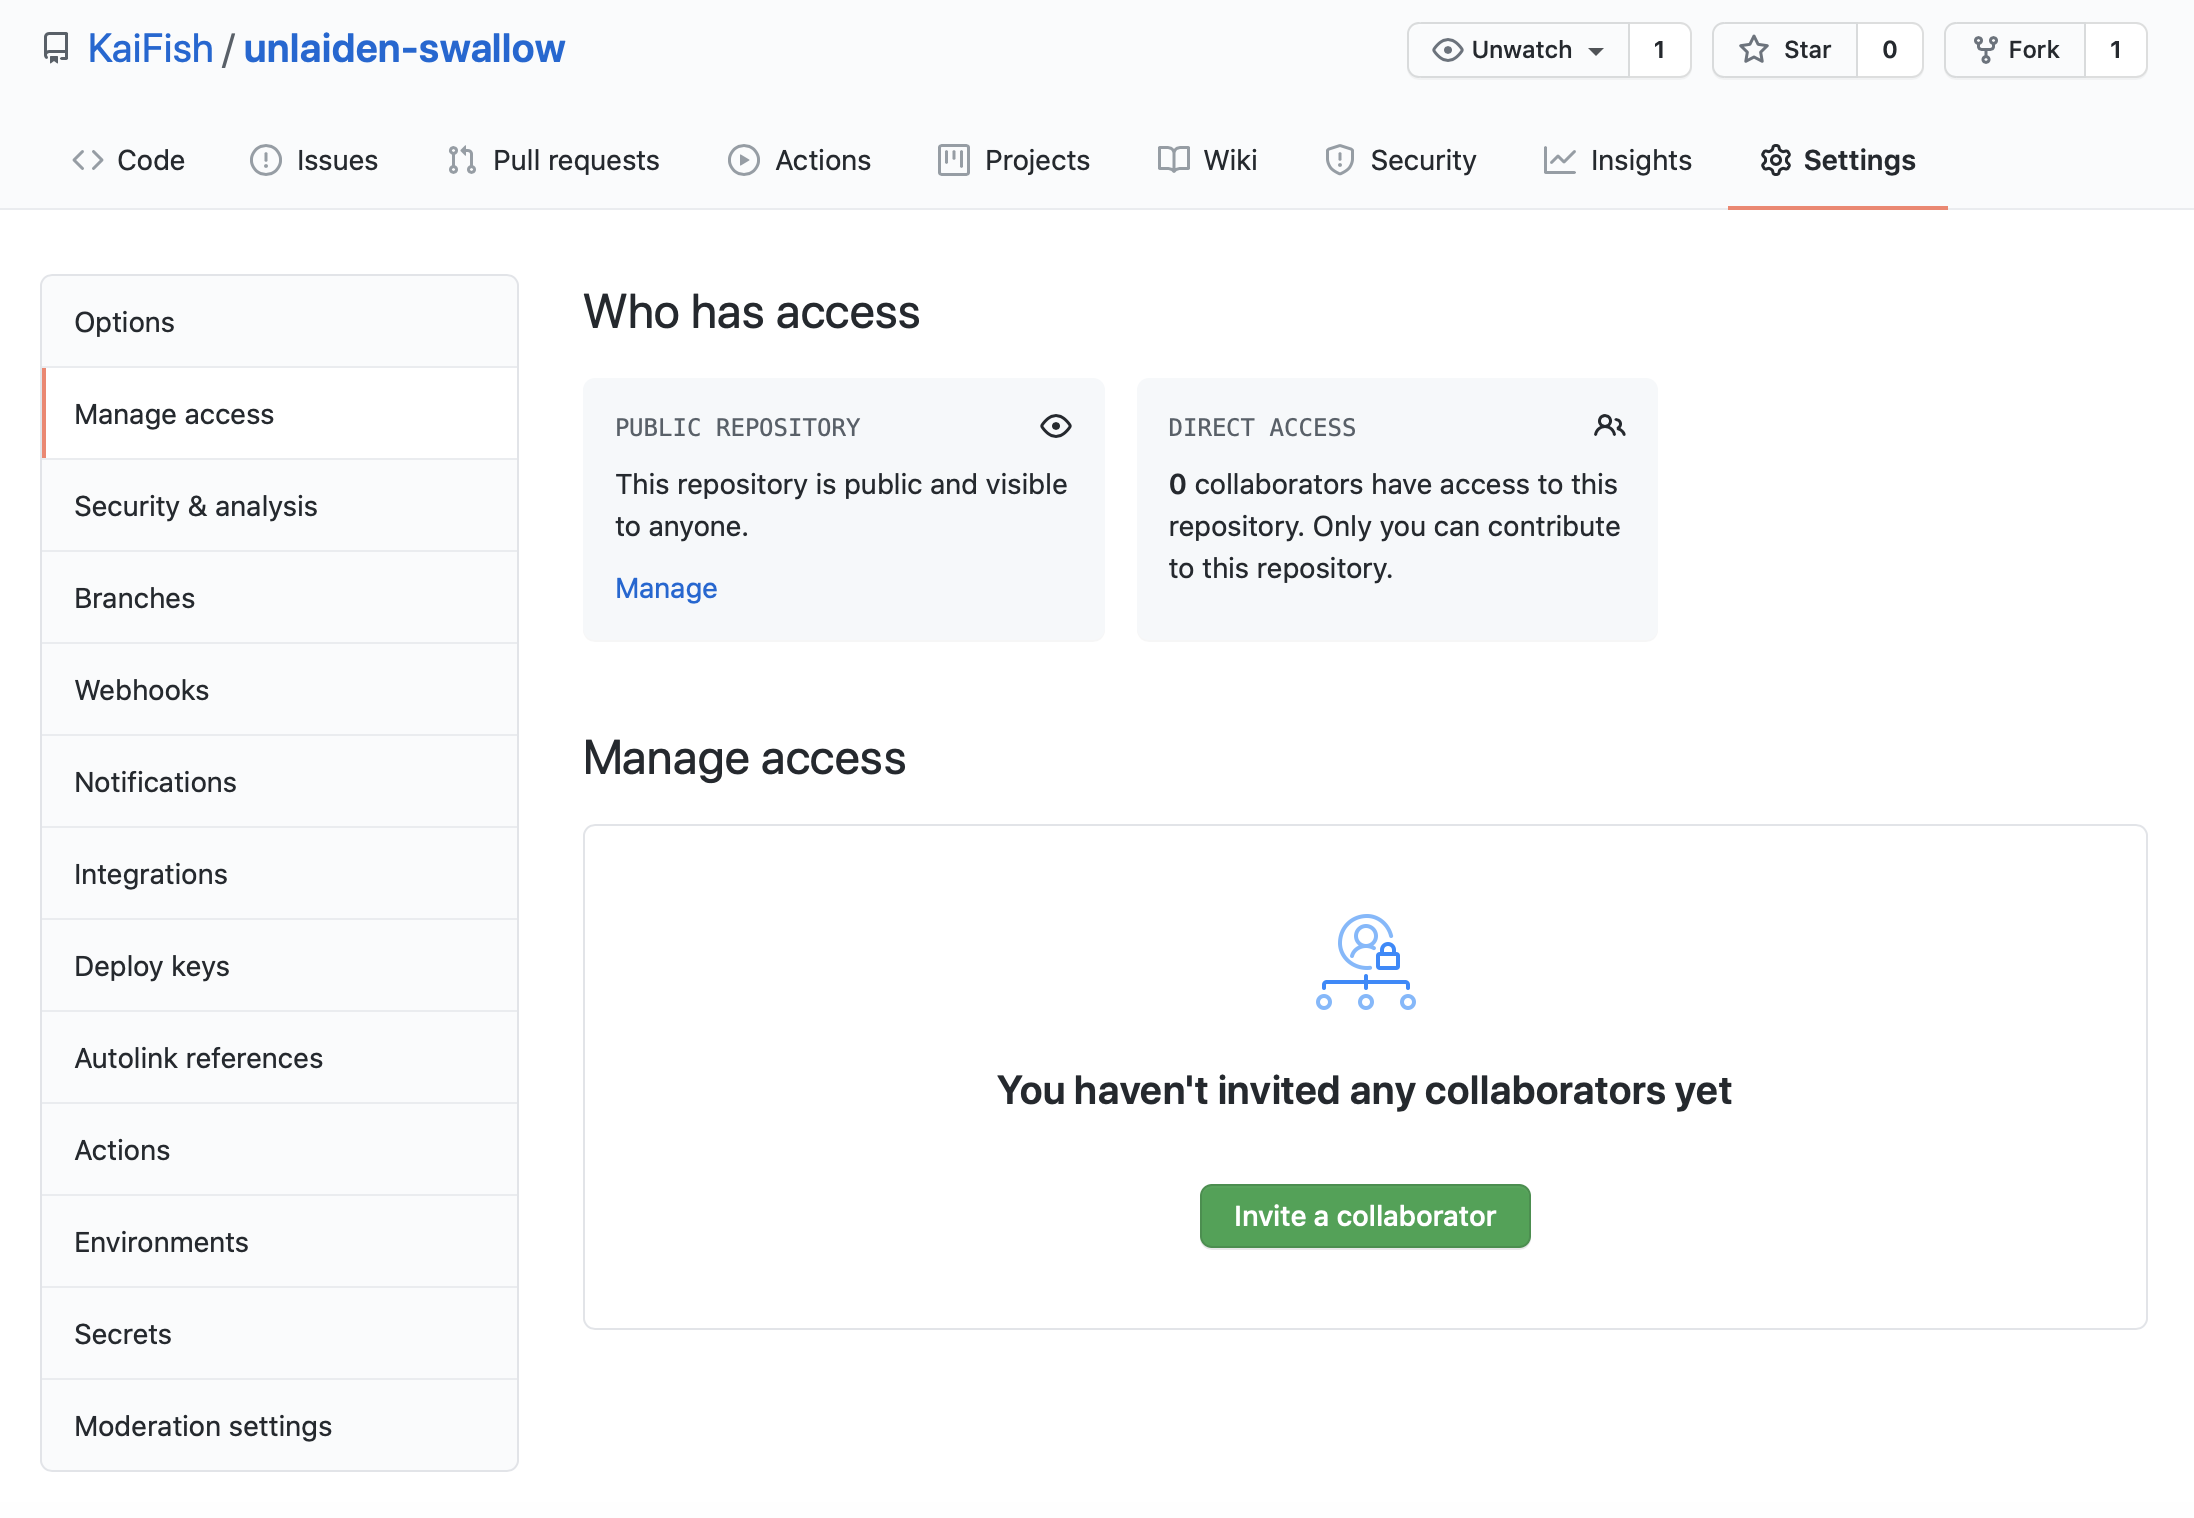 KaiFish / unlaiden-swallow
Unwatch 1 Star 0 Fork 1
Code Issues Pull requests Actions Projects Wiki Security Insights Settings
Options
Manage access
Security & analysis
Branches
Webhooks
Notifications
Integrations
Deploy keys
Autolink references
Actions
Environments
Secrets
Moderation settings
Who has access
PUBLIC REPOSITORY
This repository is public and visible
to anyone.
Manage
DIRECT ACCESS
0 collaborators have access to this
repository. Only you can contribute
to this repository.
Manage access
You haven't invited any collaborators yet
Invite a collaborator